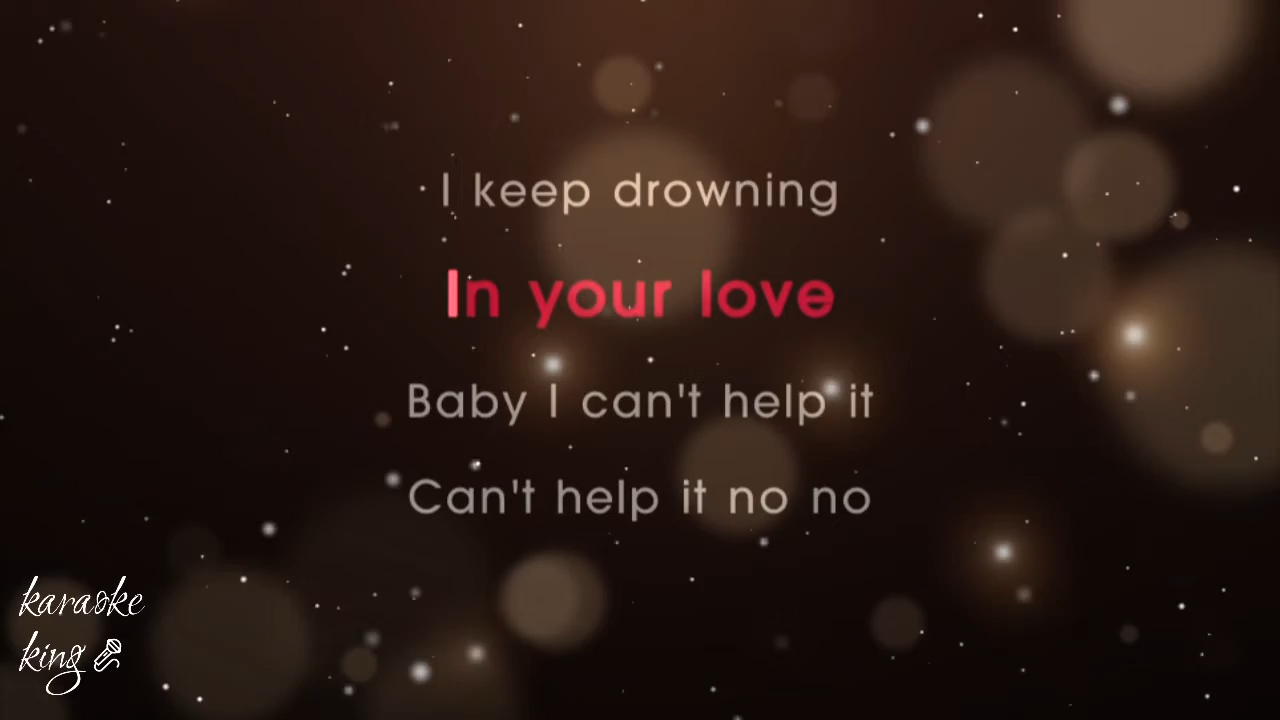 I keep drowning
In your love
Baby I can't help it
Can't help it no no
karaoke
king